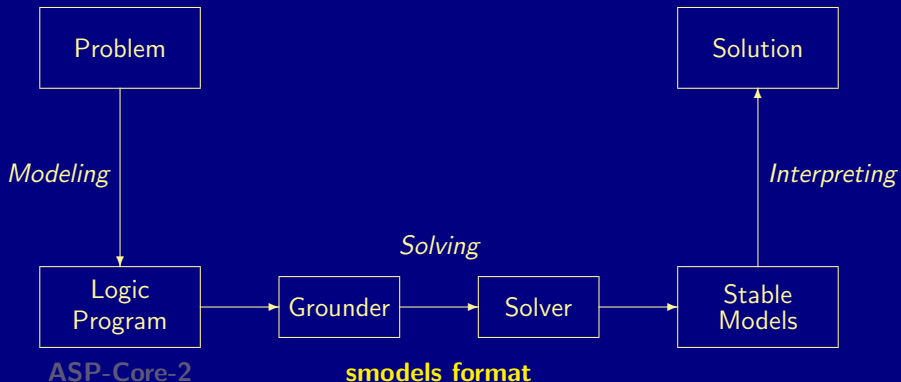 Problem
Solution
Modeling
Interpreting
Solving
Logic
Program
Grounder
Solver
Stable
Models
ASP-Core-2
smodels format